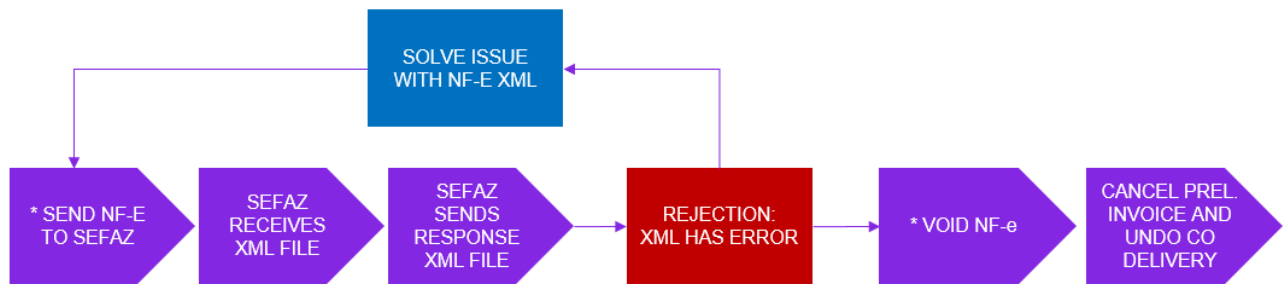 SOLVE ISSUE
WITH NF-E XML
* SEND NF-E
TO SEFAZ
SEFAZ
RECEIVES
XML FILE
SEFAZ
SENDS
RESPONSE
XML FILE
REJECTION:
XML HAS ERROR
* VOID NF-e
CANCEL PREL.
INVOICE AND
UNDO CO
DELIVERY